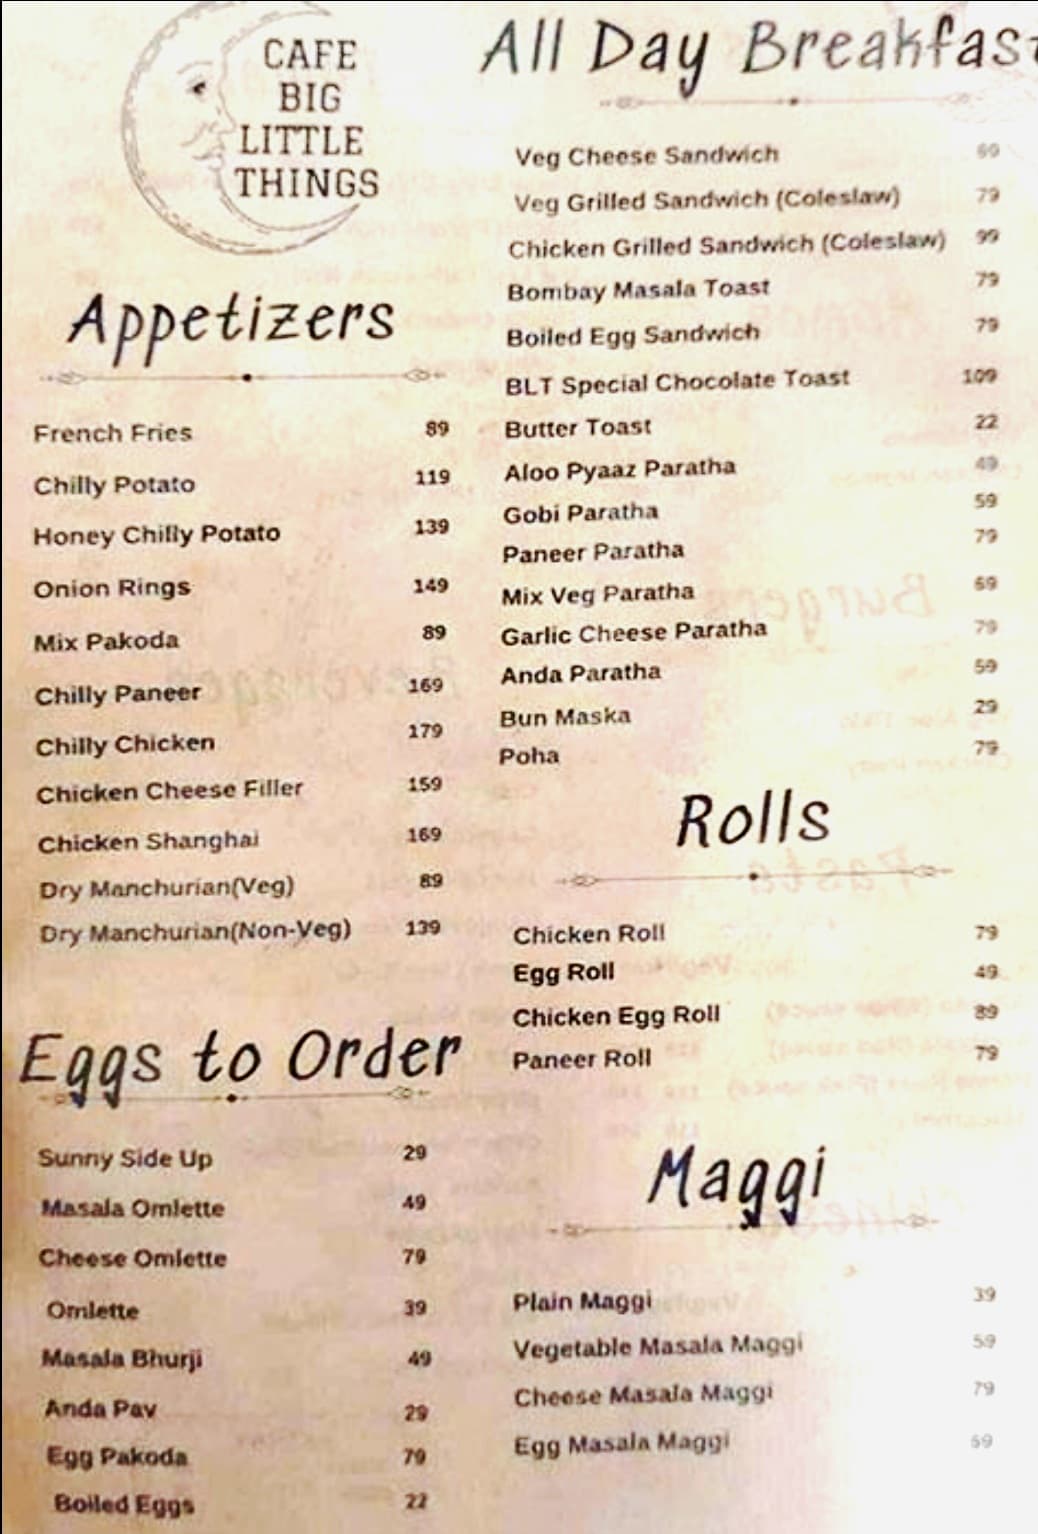 CAFE
BIG
LITTLE
THINGS
Appetizers
French Fries 89
Chilly Potato 119
Honey Chilly Potato 139
Onion Rings 149
Mix Pakoda 89
Chilly Paneer 169
Chilly Chicken 179
Chicken Cheese Filler 159
Chicken Shanghai 169
Dry Manchurian(Veg) 89
Dry Manchurian(Non-Veg) 139
Eggs to Order
Sunny Side Up 29
Masala Omlette 49
Cheese Omlette 79
Omlette 39
Masala Bhurji 49
Anda Pav 29
Egg Pakoda 79
Boiled Eggs 22
All Day Breakfast
Veg Cheese Sandwich
Veg Grilled Sandwich (Coleslaw) 79
Chicken Grilled Sandwich (Coleslaw) 99
Bombay Masala Toast 79
Boiled Egg Sandwich 79
BLT Special Chocolate Toast 109
Butter Toast 22
Aloo Pyaaz Paratha 49
Gobi Paratha 59
Paneer Paratha 79
Mix Veg Paratha 69
Garlic Cheese Paratha 79
Anda Paratha 59
Bun Maska 29
Poha 79
Rolls
Chicken Roll 79
Egg Roll 49
Chicken Egg Roll 89
Paneer Roll 79
Maggi
Plain Maggi 39
Vegetable Masala Maggi 59
Cheese Masala Maggi 79
Egg Masala Maggi